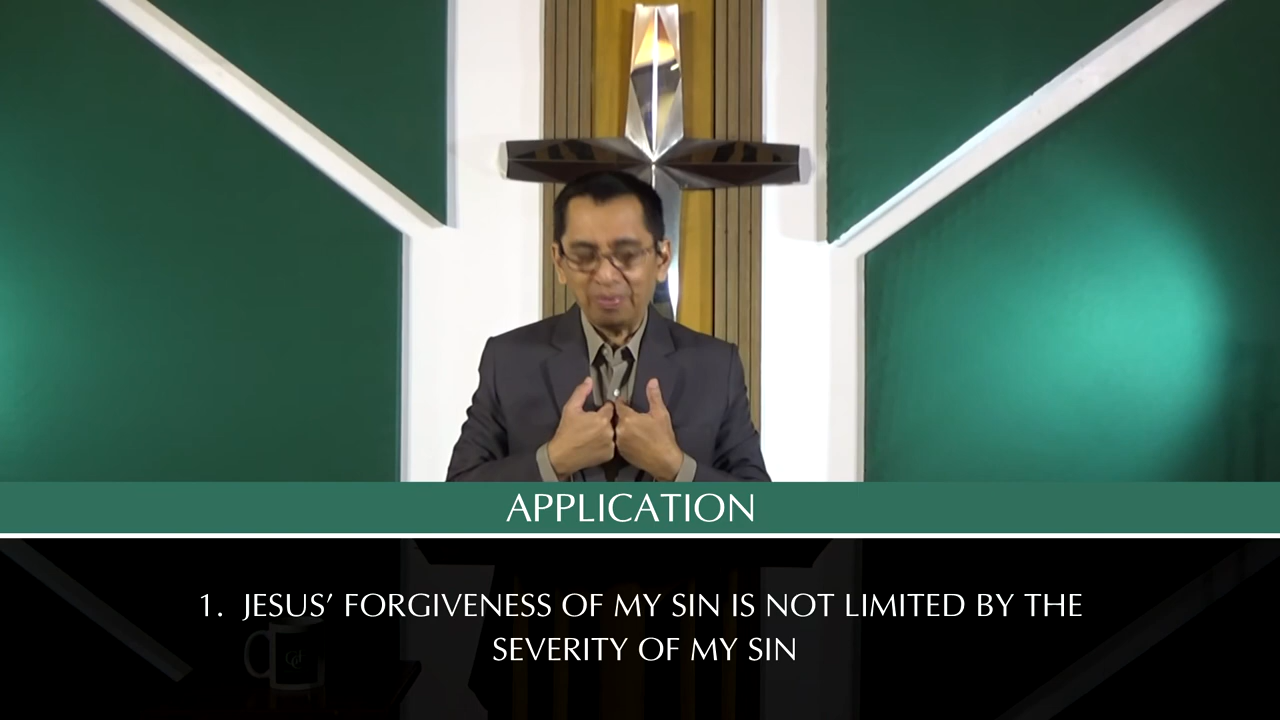 APPLICATION
1. JESUS’ FORGIVENESS OF MY SIN IS NOT LIMITED BY THE
SEVERITY OF MY SIN